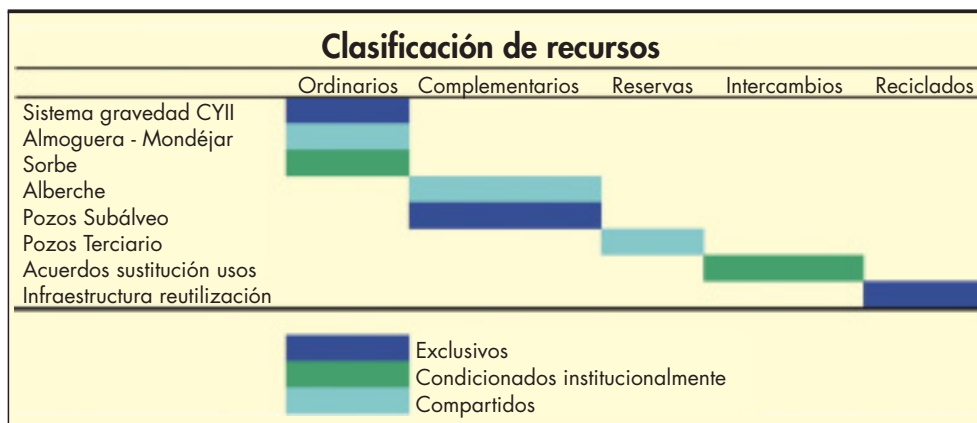 Clasificación de recursos
Ordinarios Complementarios Reservas Intercambios Reciclados
Sistema gravedad CYII
Almoguera - Mondéjar
Sorbe
Alberche
Pozos Subálveo
Pozos Terciario
Acuerdos sustitución usos
Infraestructura reutilización
Exclusivos
Condicionados institucionalmente
Compartidos